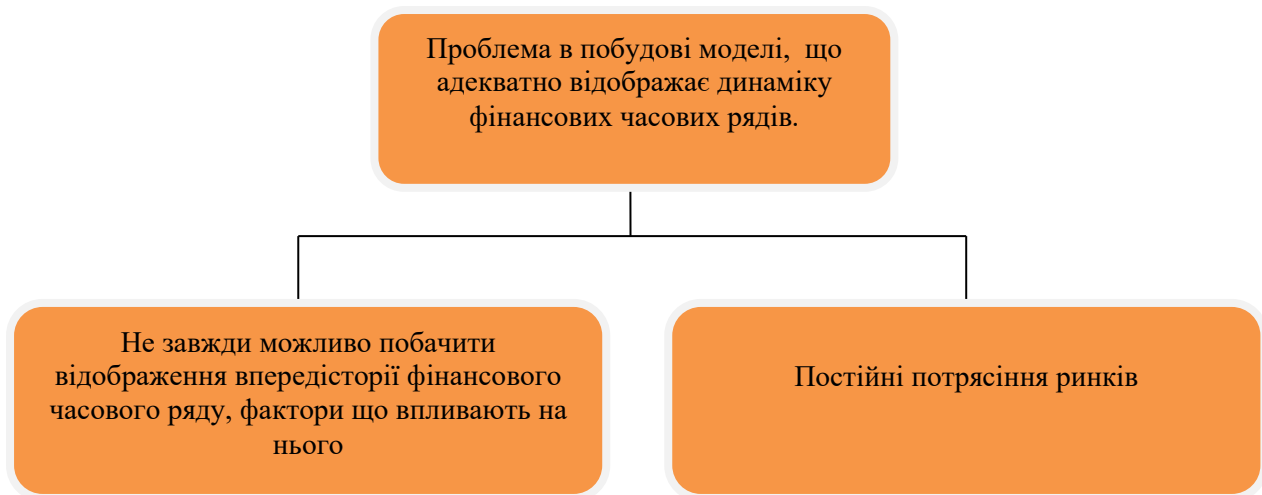 Проблема в побудові моделі, що
адекватно відображає динаміку
фінансових часових рядів.
Не завжди можливо побачити
відображення впередісторії фінансового
часового ряду, фактори що впливають на
нього
Постійні потрясіння ринків